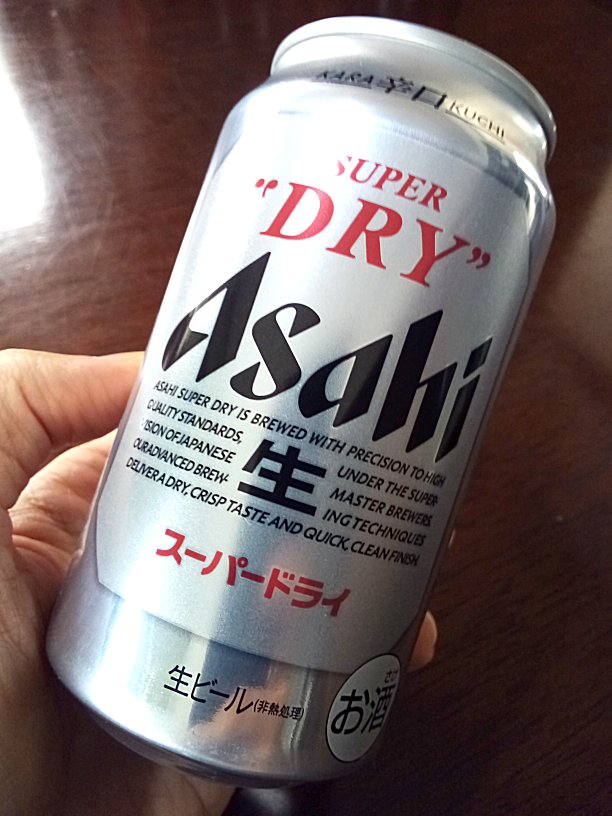 KARA 辛口 KUCHI
SUPER
"DRY"
Asahi
ASAHI SUPER DRY IS BREWED WITH PRECISION TO HIGH
QUALITY STANDARDS, UNDER THE SUPER-
VISION OF JAPANESE MASTER BREWERS.
OUR ADVANCED BREW- ING TECHNIQUES
DELIVER A DRY, CRISP TASTE AND QUICK, CLEAN FINISH.
生
スーパードライ
生ビール(非熱処理)
さけ
お酒